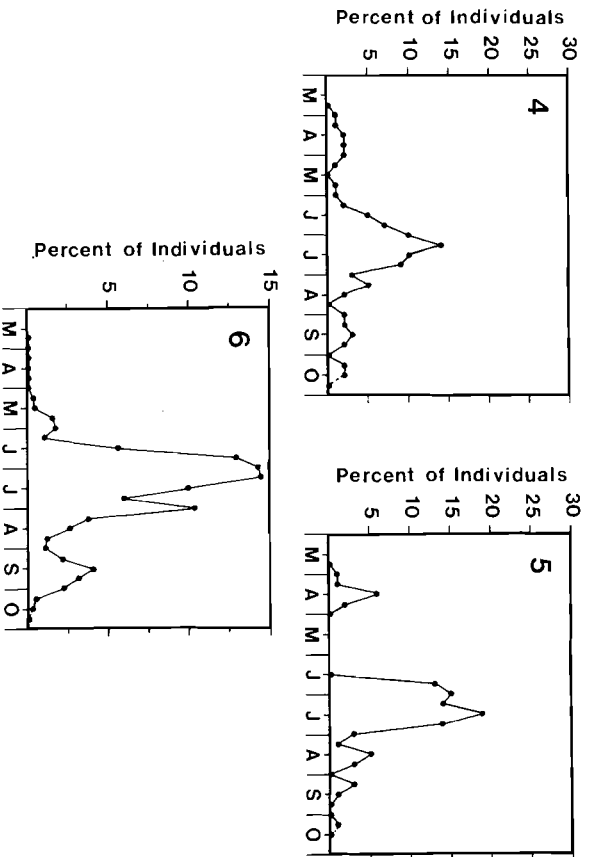 Percent of Individuals
5 10 15 20 25 30
4
M A M J J A S O
Percent of Individuals
5 10 15 20 25 30
5
M A M J J A S O
Percent of Individuals
5 10 15
6
M A M J J A S O